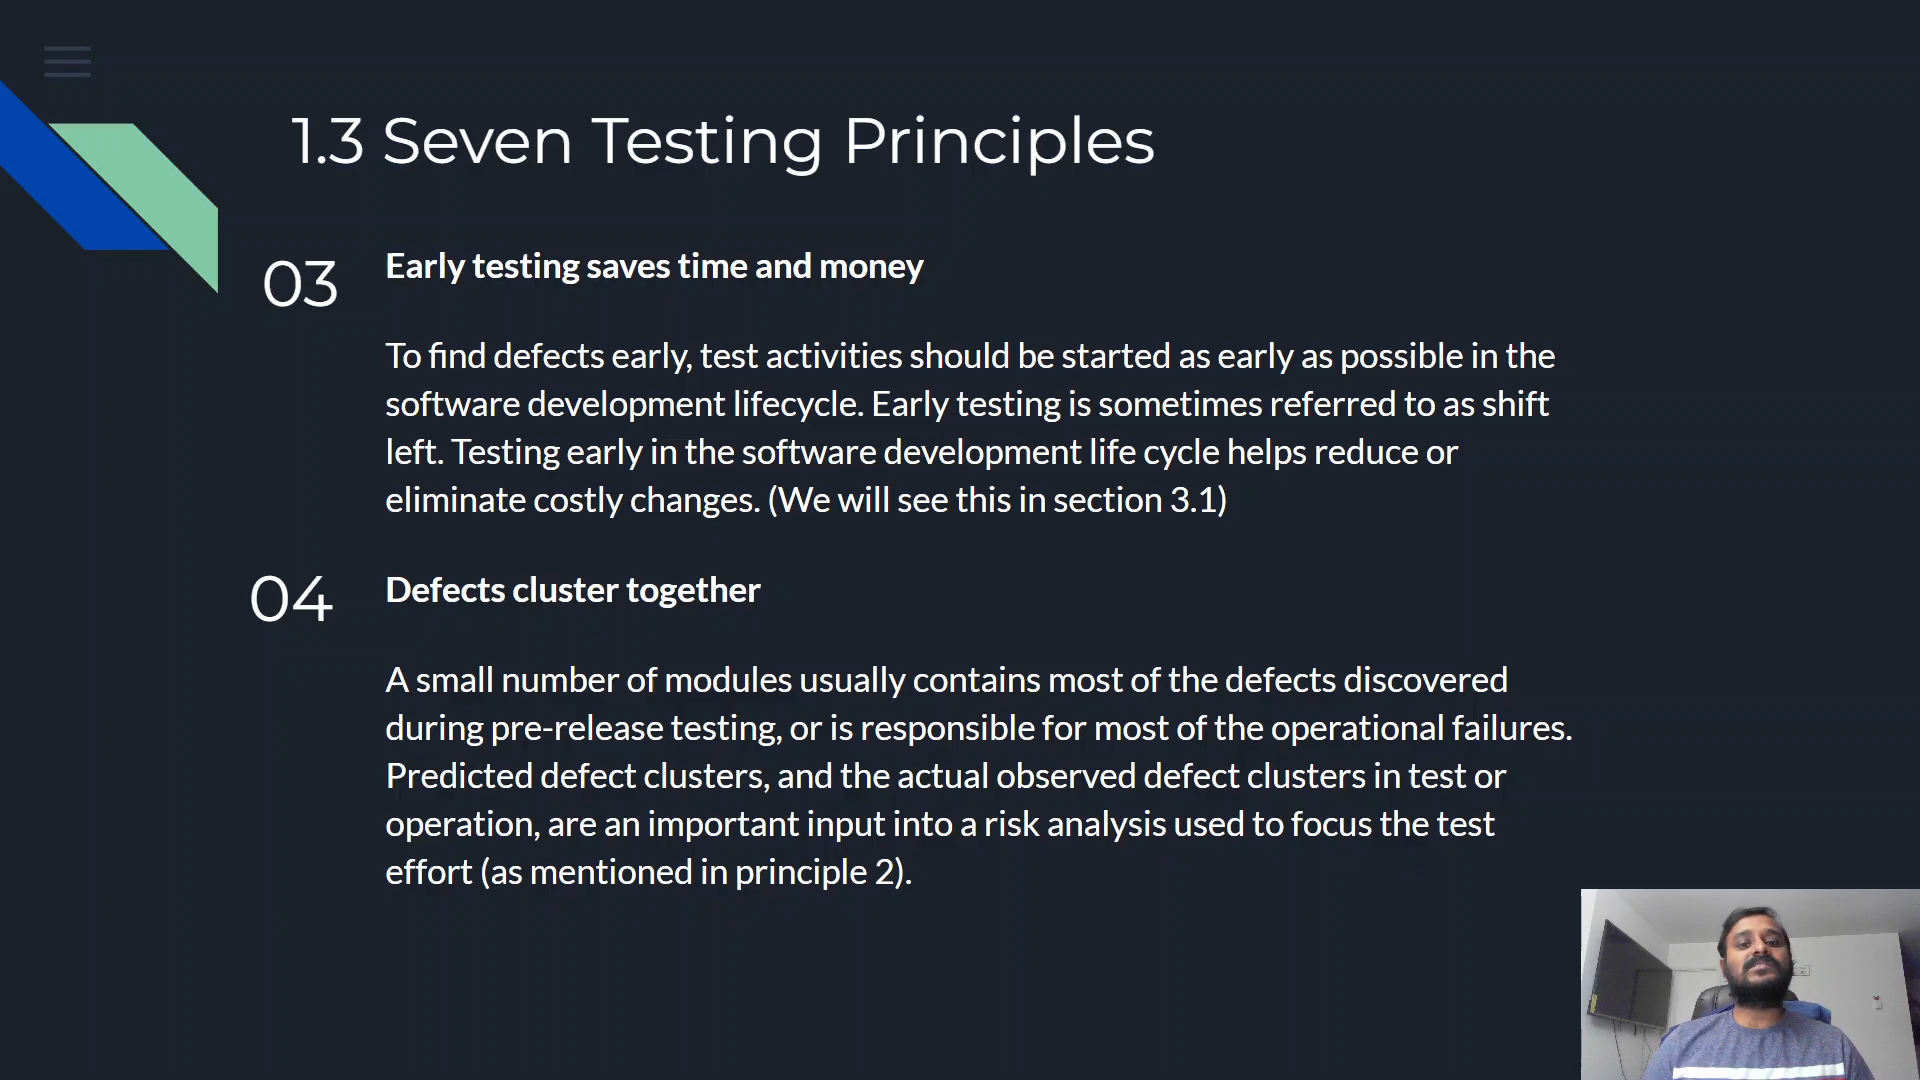 1.3 Seven Testing Principles
03
Early testing saves time and money
To find defects early, test activities should be started as early as possible in the
software development lifecycle. Early testing is sometimes referred to as shift
left. Testing early in the software development life cycle helps reduce or
eliminate costly changes. (We will see this in section 3.1)
04
Defects cluster together
A small number of modules usually contains most of the defects discovered
during pre-release testing, or is responsible for most of the operational failures.
Predicted defect clusters, and the actual observed defect clusters in test or
operation, are an important input into a risk analysis used to focus the test
effort (as mentioned in principle 2).